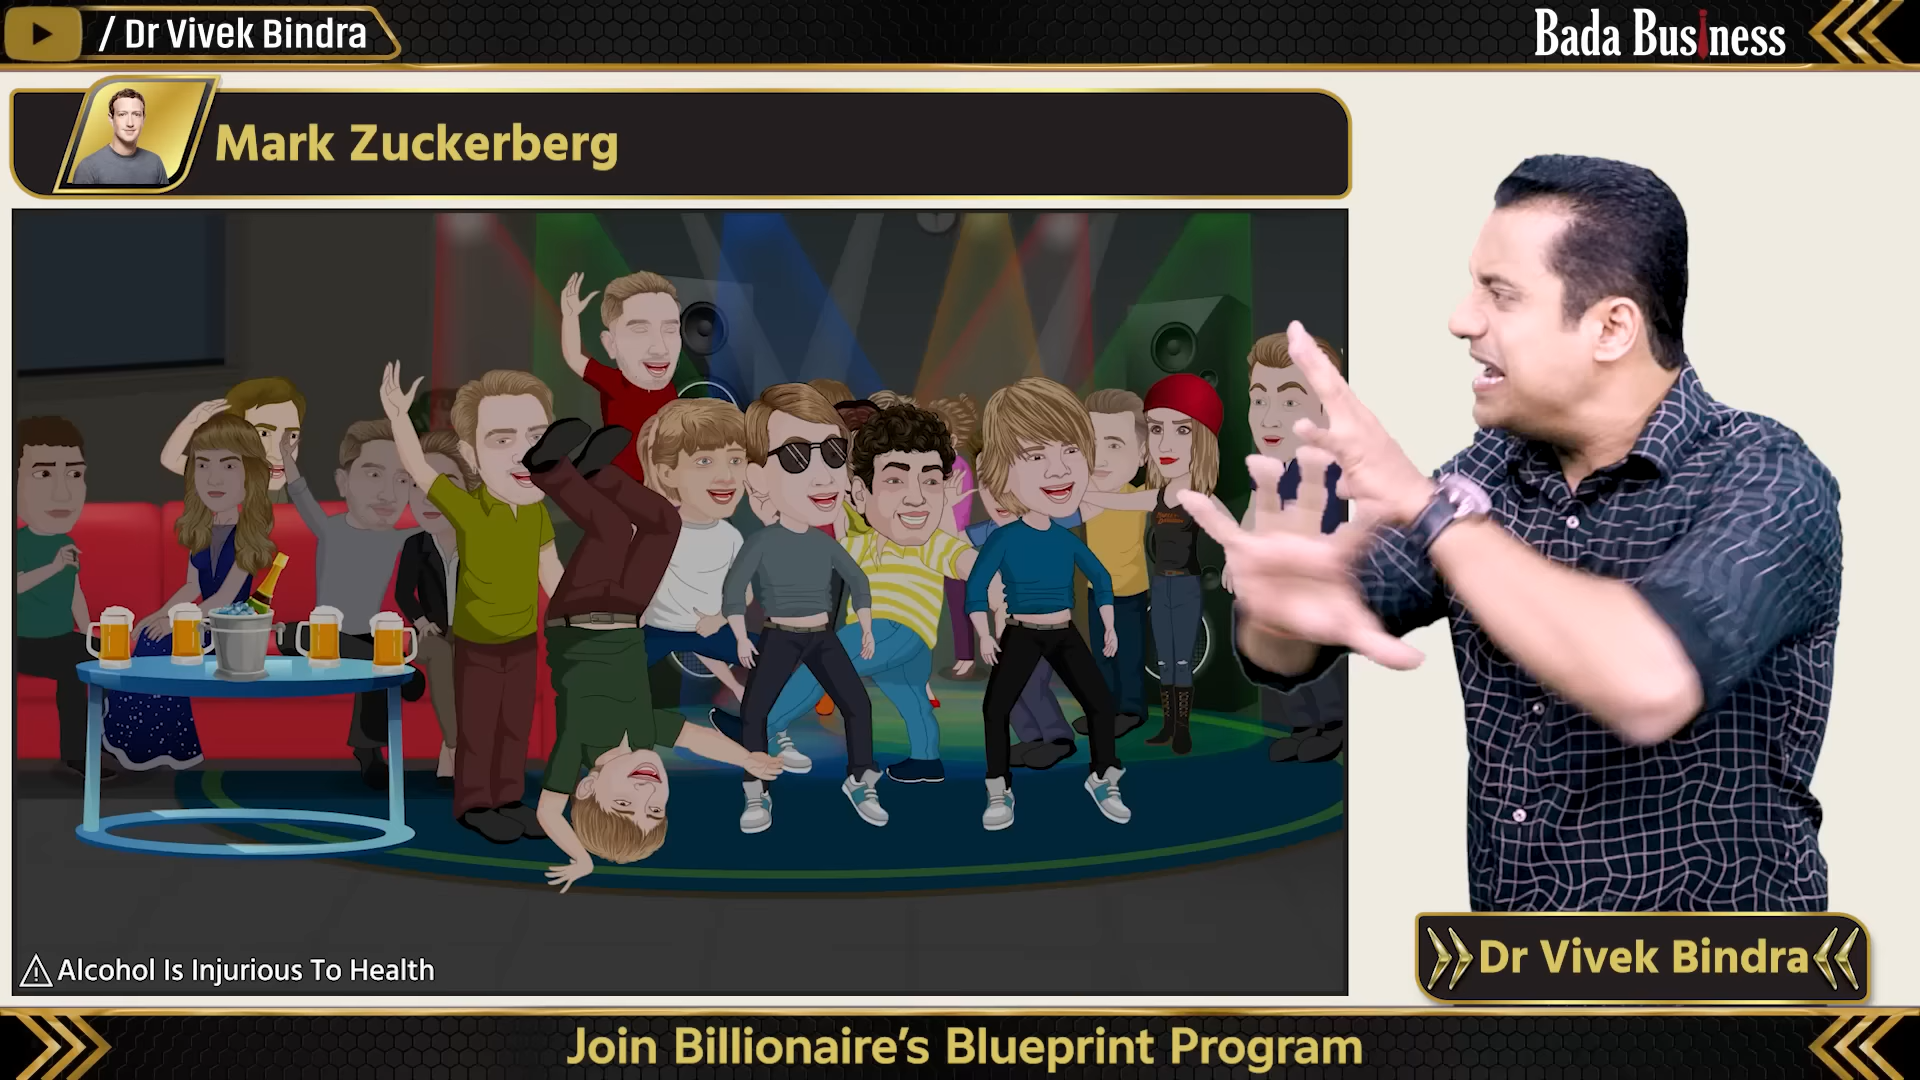 / Dr Vivek Bindra
Bada Business
Mark Zuckerberg
Alcohol Is Injurious To Health
Dr Vivek Bindra
Join Billionaire's Blueprint Program